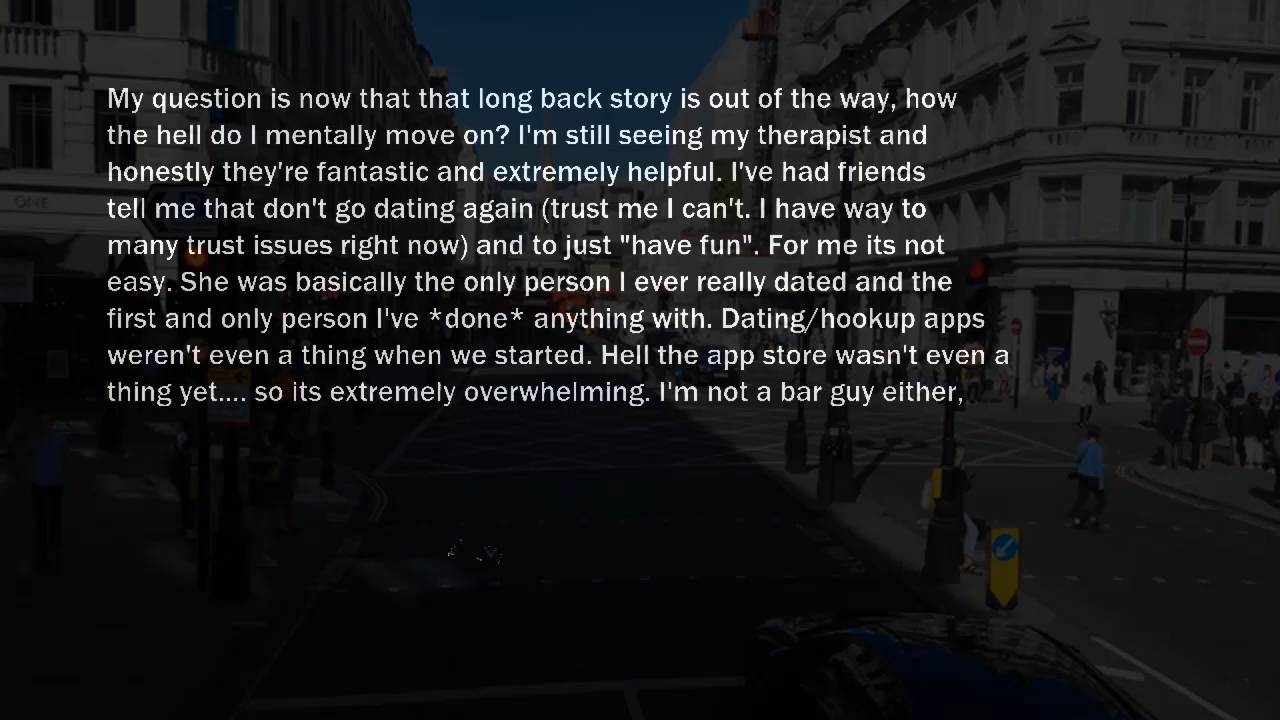 My question is now that that long back story is out of the way, how
the hell do I mentally move on? I'm still seeing my therapist and
honestly they're fantastic and extremely helpful. I've had friends
tell me that don't go dating again (trust me I can't. I have way to
many trust issues right now) and to just "have fun". For me its not
easy. She was basically the only person I ever really dated and the
first and only person I've *done* anything with. Dating/hookup apps
weren't even a thing when we started. Hell the app store wasn't even a
thing yet.... so its extremely overwhelming. I'm not a bar guy either,
ONE